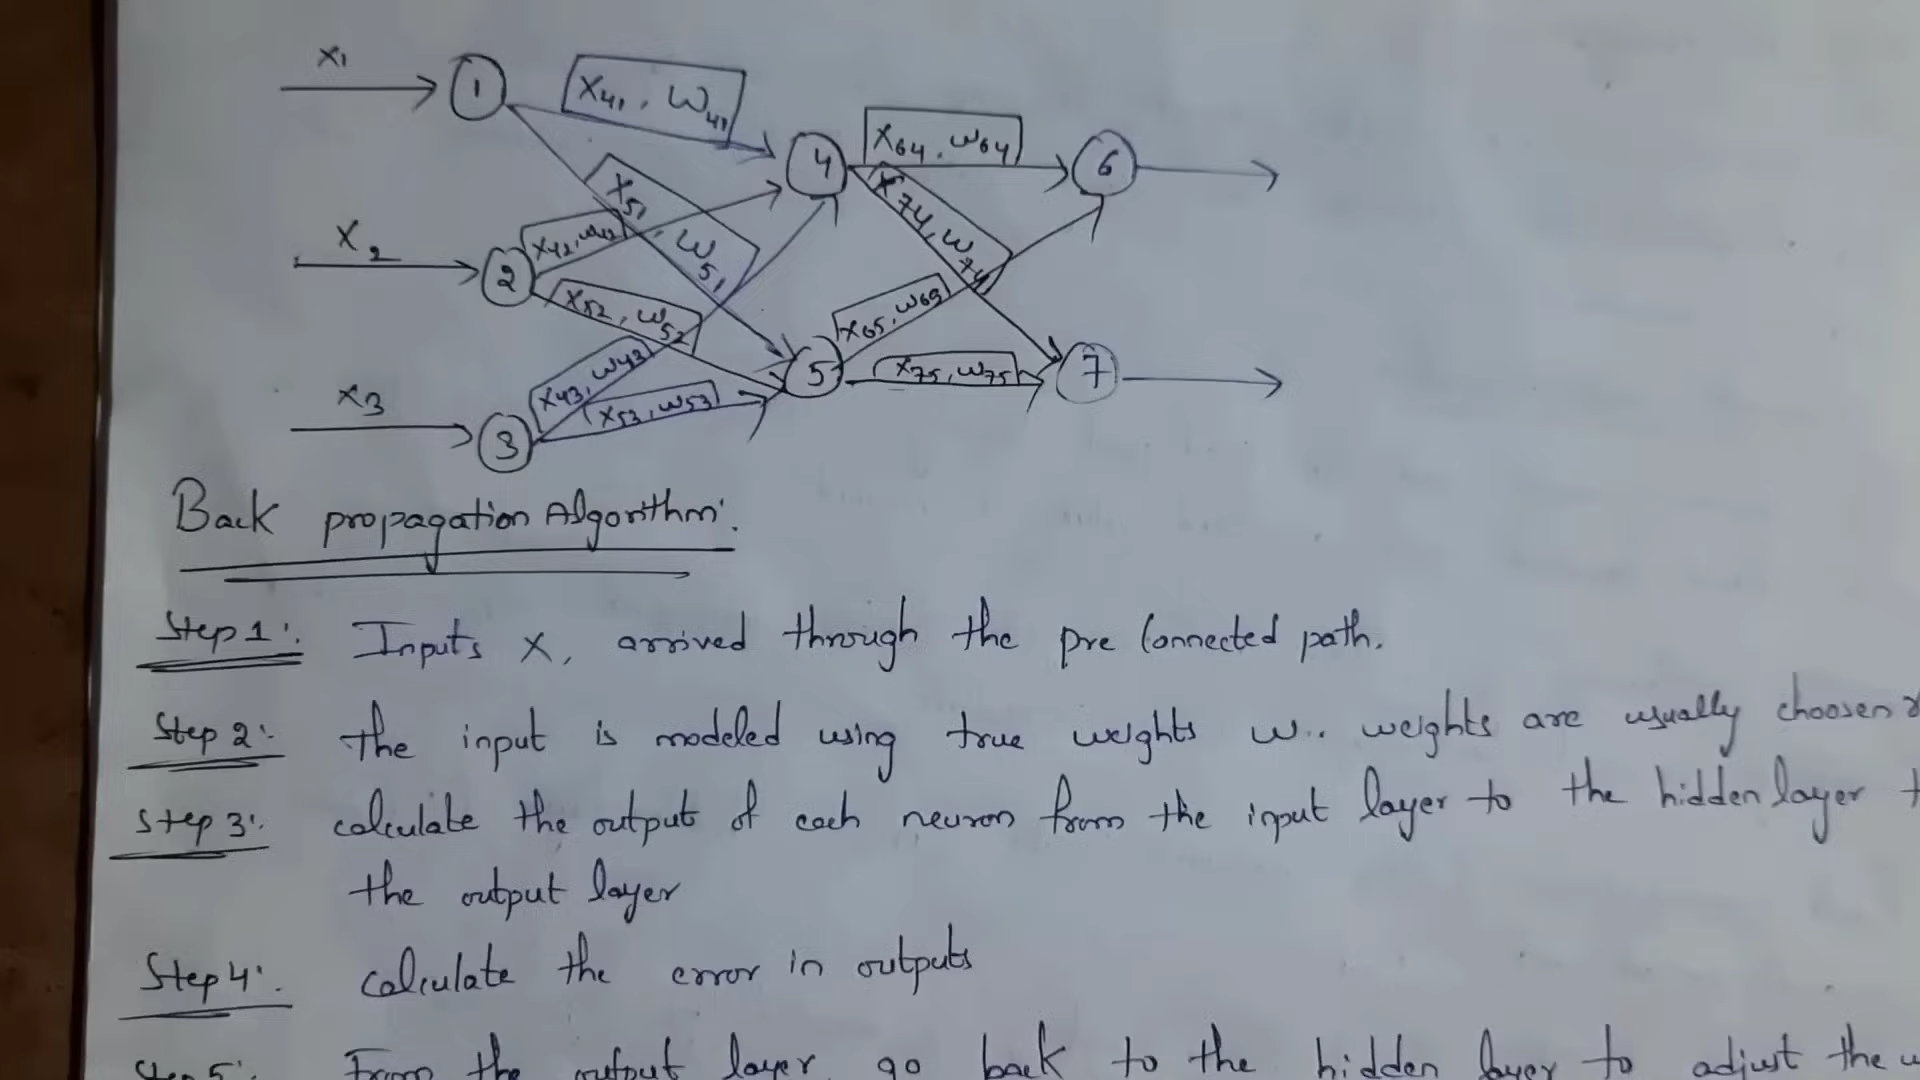 x1
1
x41, w41
x64, w64
4
6
x51, w51
x74, w74
x2
x42, w42
2
x52, w52
x65, w65
x43, w43
5
x75, w75
7
x3
x53, w53
3
Back propagation Algorithm:
Step 1: Inputs X, arrived through the pre connected path.
Step 2: the input is modeled using true weights w.. weights are usually choosen
Step 3: calculate the output of each neuron from the input layer to the hidden layer
the output layer
Step 4: calculate the error in outputs
Step 5: From the output layer go back to the hidden layer to adjust the